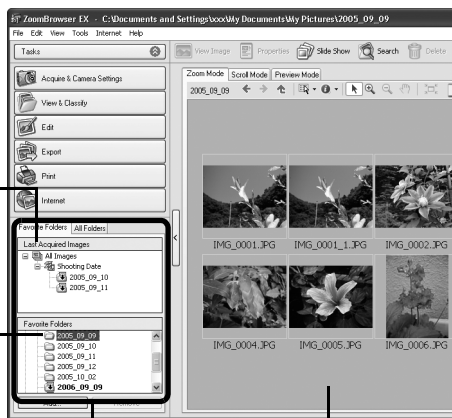 ZoomBrowser EX - C:\Documents and Settings\xxx\My Documents\My Pictures\2005_09_09
File Edit View Tools Internet Help
Tasks
View Image Properties Slide Show Search Delete
Acquire & Camera Settings
View & Classify
Edit
Export
Print
Internet
Zoom Mode Scroll Mode Preview Mode
2005_09_09
Favorite Folders All Folders
Last Acquired Images
All Images
Shooting Date
2005_09_10
2005_09_11
Favorite Folders
2005_09_09
2005_09_10
2005_09_11
2005_09_12
2005_10_02
2006_09_09
Add... Remove
IMG_0001.JPG IMG_0001_1.JPG IMG_0002.JPG
IMG_0004.JPG IMG_0005.JPG IMG_0006.JPG